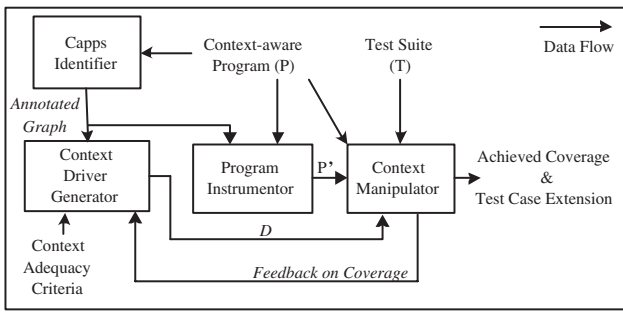 Capps
Identifier
Context-aware
Program (P)
Test Suite
(T)
Data Flow
Annotated
Graph
Context
Driver
Generator
Program
Instrumentor
P'
Context
Manipulator
Achieved Coverage
&
Test Case Extension
D
Context
Adequacy
Criteria
Feedback on Coverage